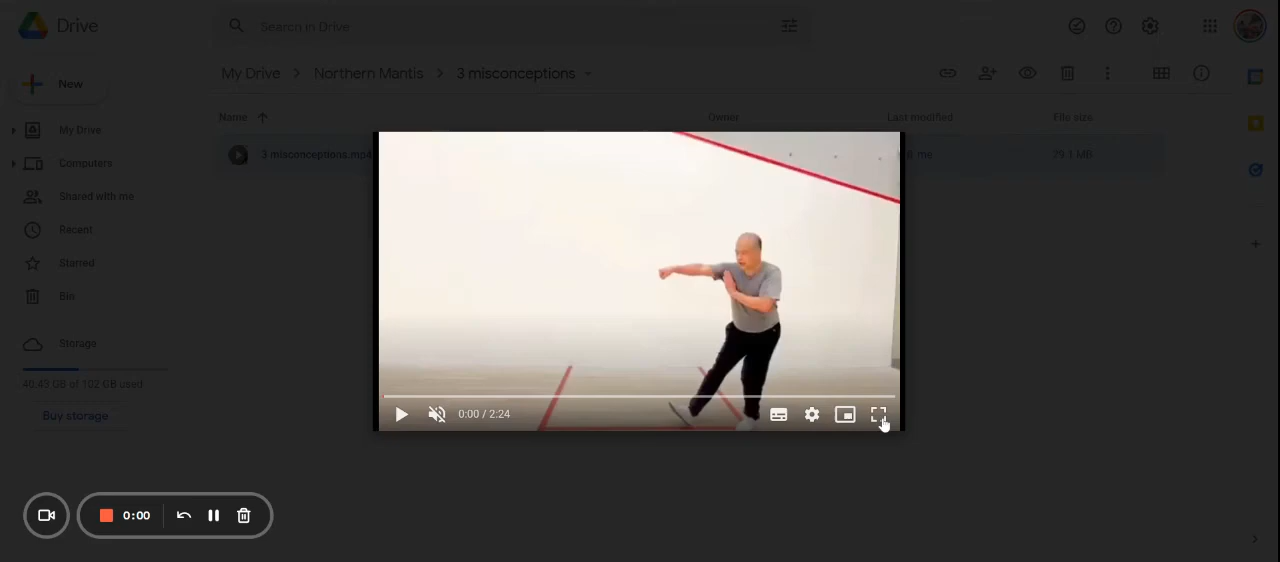 Drive
Search in Drive
New
My Drive
Computers
Shared with me
Recent
Starred
Bin
Storage
46.43 GB of 102 GB used
Buy storage
My Drive > Northern Mantis > 3 misconceptions
Name Owner Last modified File size
3 misconceptions.mp4 me 29.1 MB
0:00 / 2:24
0:00